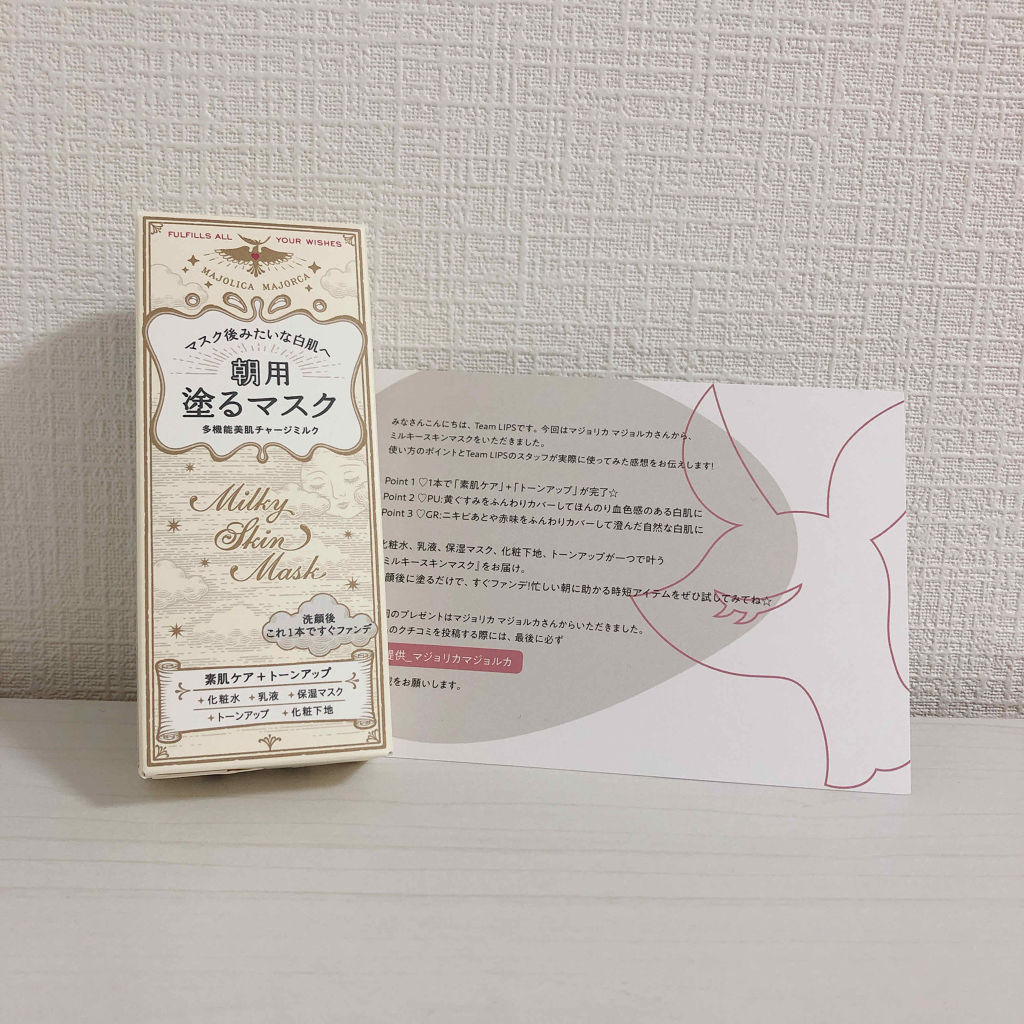 FULFILLS ALL YOUR WISHES
MAJOLICA MAJORCA
マスク後みたいな白肌へ
朝用
塗るマスク
多機能美肌チャージミルク
Milky
Skin
Mask
洗顔後
これ1本ですぐファンデ
素肌ケア+トーンアップ
+化粧水 +乳液 +保湿マスク
+トーンアップ +化粧下地
みなさんこんにちは、Team LIPSです。今回はマジョリカ マジョルカさんから、
ミルキースキンマスクをいただきました。
使い方のポイントとTeam LIPSのスタッフが実際に使ってみた感想をお伝えします!
Point 1 ♡1本で「素肌ケア」+「トーンアップ」が完了☆
Point 2 ♡PU:黄ぐすみをふんわりカバーしてほんのり血色感のある白肌に
Point 3 ♡GR:ニキビあとや赤味をふんわりカバーして澄んだ自然な白肌に
化粧水、乳液、保湿マスク、化粧下地、トーンアップが一つで叶う
ミルキースキンマスク』をお届け。
顔後に塗るだけで、すぐファンデ!忙しい朝に助かる時短アイテムをぜひ試してみてね☆
のプレゼントはマジョリカ マジョルカさんからいただきました。
のクチコミを投稿する際には、最後に必ず
提供_マジョリカマジョルカ
をお願いします。